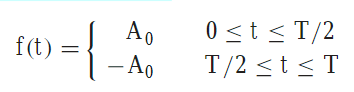 f(t) = { A₀ 0 ≤ t ≤ T/2
−A₀ T/2 ≤ t ≤ T